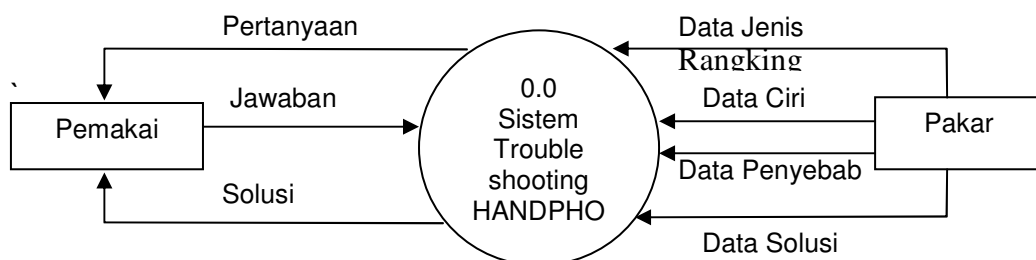 Pertanyaan
Data Jenis
Rangking
`
Jawaban
Data Ciri
Pemakai
0.0
Sistem
Trouble
shooting
HANDPHO
Pakar
Data Penyebab
Solusi
Data Solusi